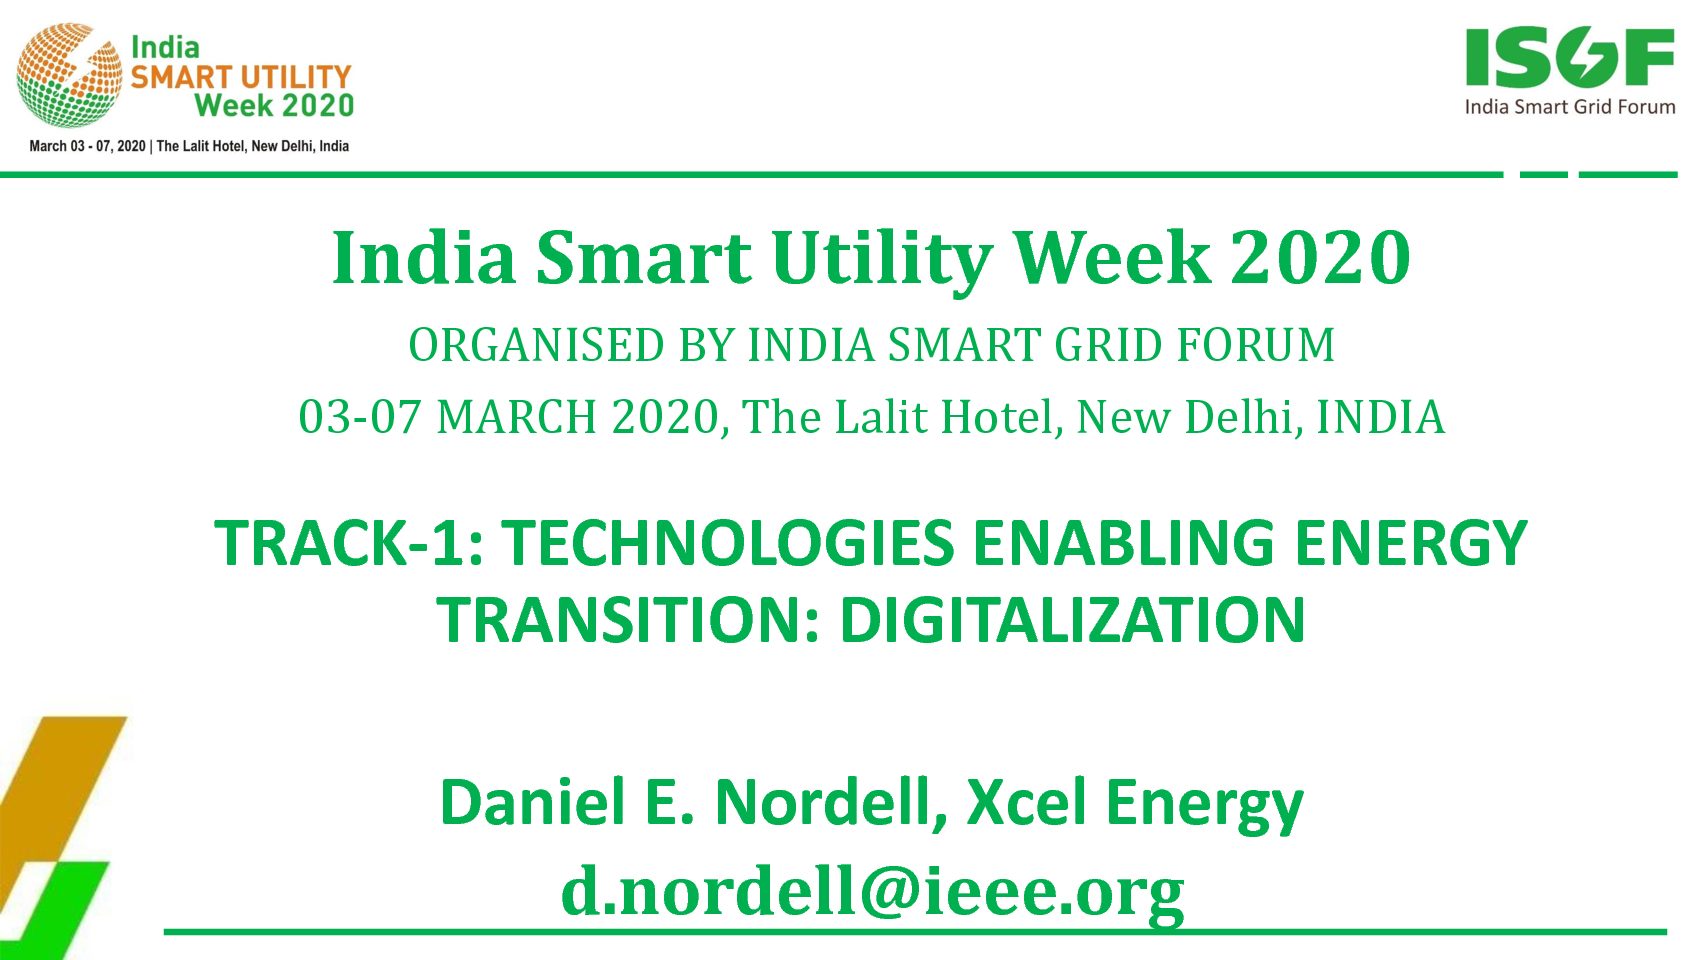 India
SMART UTILITY
Week 2020
March 03 - 07, 2020 | The Lalit Hotel, New Delhi, India
ISGF
India Smart Grid Forum
India Smart Utility Week 2020
ORGANISED BY INDIA SMART GRID FORUM
03-07 MARCH 2020, The Lalit Hotel, New Delhi, INDIA
TRACK-1: TECHNOLOGIES ENABLING ENERGY
TRANSITION: DIGITALIZATION
Daniel E. Nordell, Xcel Energy
d.nordell@ieee.org